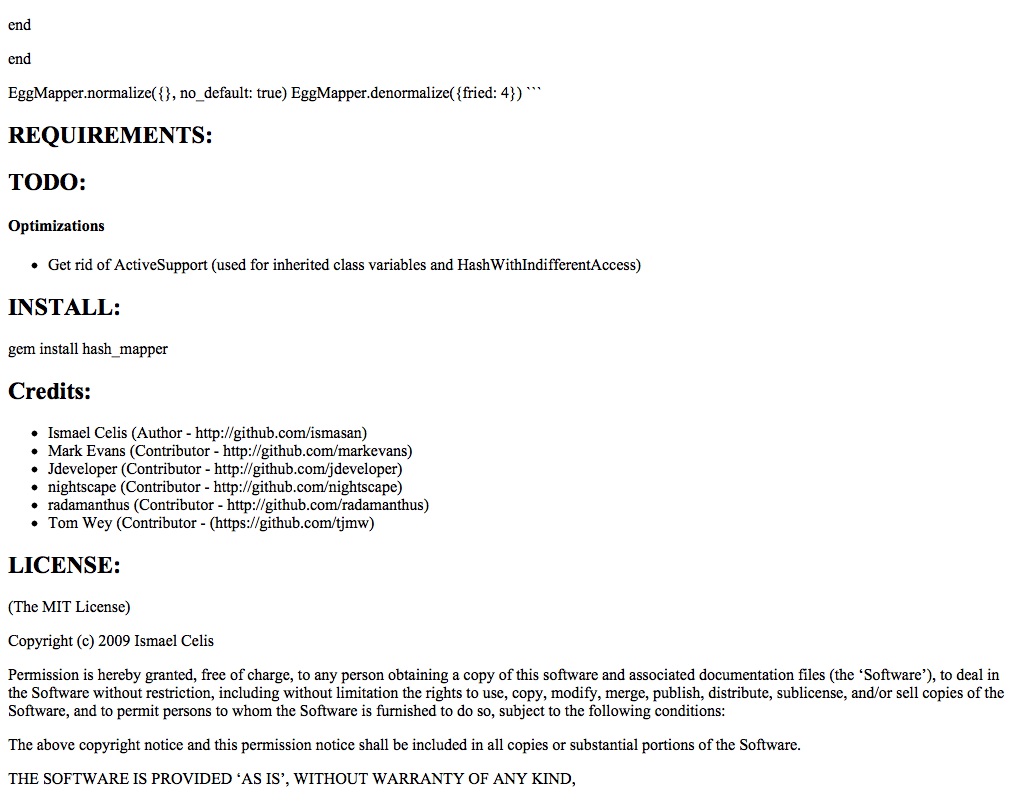 end
end
EggMapper.normalize({}, no_default: true) EggMapper.denormalize({fried: 4}) ```
REQUIREMENTS:
TODO:
Optimizations
• Get rid of ActiveSupport (used for inherited class variables and HashWithIndifferentAccess)
INSTALL:
gem install hash_mapper
Credits:
• Ismael Celis (Author - http://github.com/ismasan)
• Mark Evans (Contributor - http://github.com/markevans)
• Jdeveloper (Contributor - http://github.com/jdeveloper)
• nightscape (Contributor - http://github.com/nightscape)
• radamanthus (Contributor - http://github.com/radamanthus)
• Tom Wey (Contributor - (https://github.com/tjmw)
LICENSE:
(The MIT License)
Copyright (c) 2009 Ismael Celis
Permission is hereby granted, free of charge, to any person obtaining a copy of this software and associated documentation files (the ‘Software’), to deal in
the Software without restriction, including without limitation the rights to use, copy, modify, merge, publish, distribute, sublicense, and/or sell copies of the
Software, and to permit persons to whom the Software is furnished to do so, subject to the following conditions:
The above copyright notice and this permission notice shall be included in all copies or substantial portions of the Software.
THE SOFTWARE IS PROVIDED ‘AS IS’, WITHOUT WARRANTY OF ANY KIND,